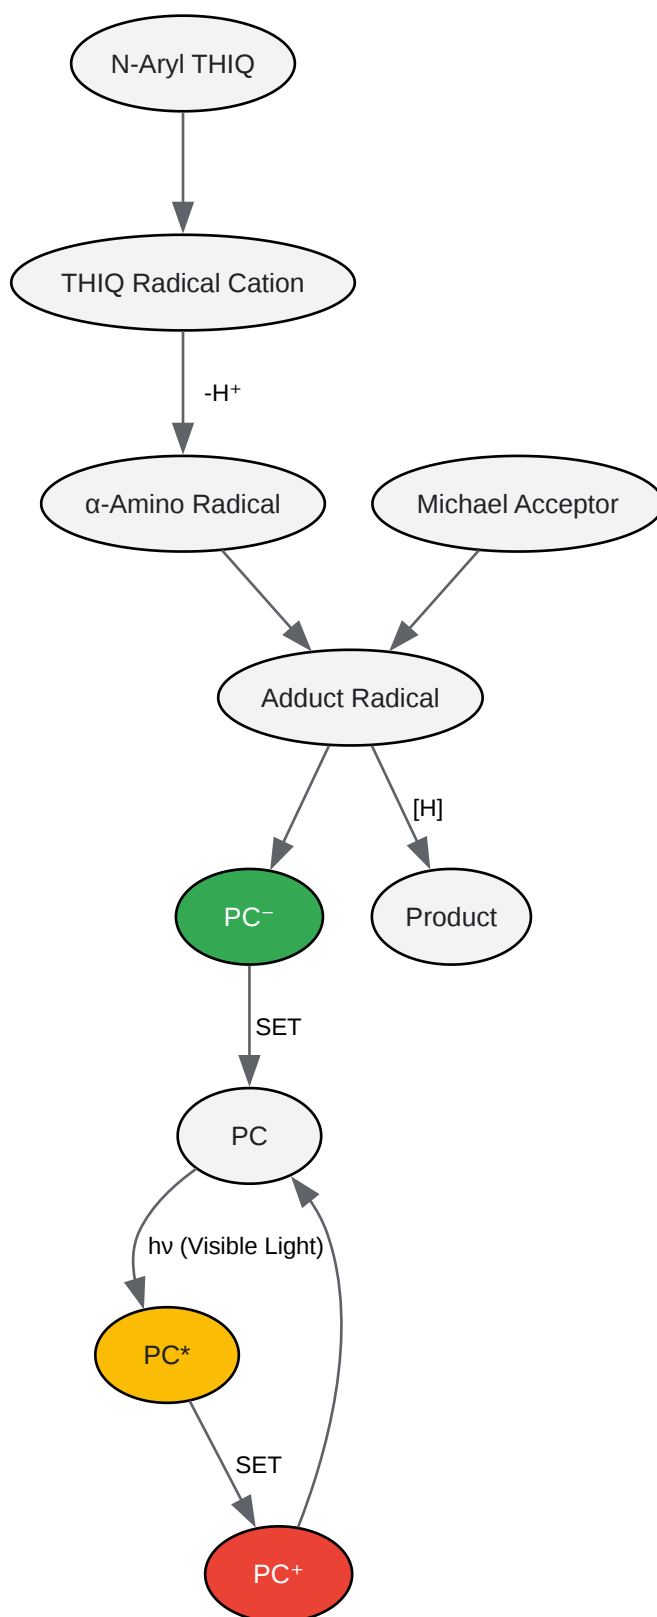 N-Aryl THIQ
THIQ Radical Cation
-H⁺
α-Amino Radical
Michael Acceptor
Adduct Radical
[H]
PC⁻
Product
SET
PC
hν (Visible Light)
PC*
SET
PC⁺